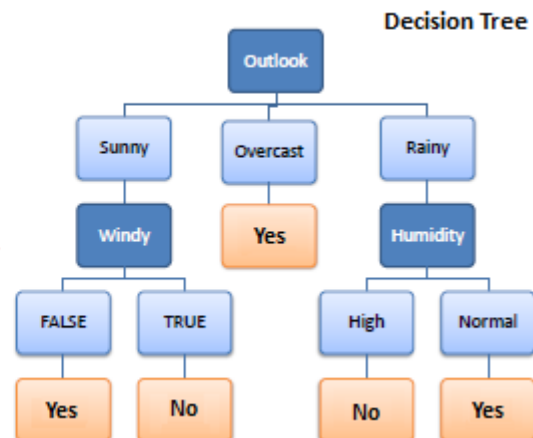 Decision Tree
Outlook
Sunny Overcast Rainy
Windy Yes Humidity
FALSE TRUE High Normal
Yes No No Yes